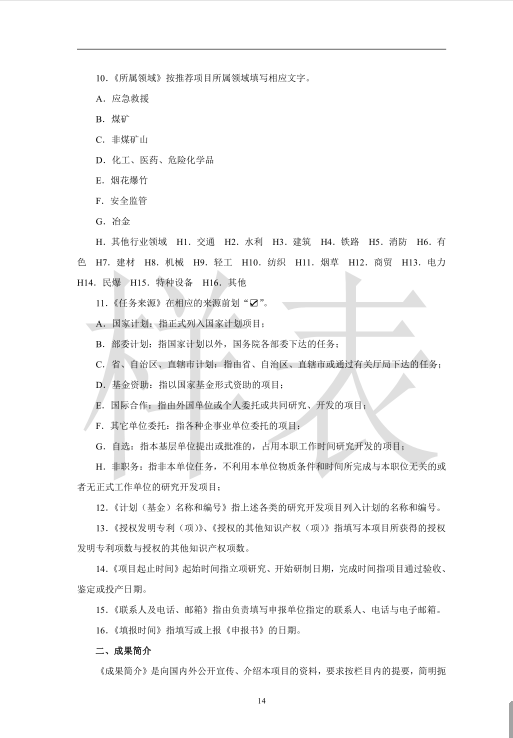 10．《所属领域》按推荐项目所属领域填写相应文字。
A．应急救援
B．煤矿
C．非煤矿山
D．化工、医药、危险化学品
E．烟花爆竹
F．安全监管
G．冶金
H．其他行业领域 H1．交通 H2．水利 H3．建筑 H4．铁路 H5．消防 H6．有
色 H7．建材 H8．机械 H9．轻工 H10．纺织 H11．烟草 H12．商贸 H13．电力
H14．民爆 H15．特种设备 H16．其他
11．《任务来源》在相应的来源前划“☑”。
A．国家计划：指正式列入国家计划项目；
B．部委计划：指国家计划以外，国务院各部委下达的任务；
C．省、自治区、直辖市计划：指由省、自治区、直辖市或通过有关厅局下达的任务；
D．基金资助：指以国家基金形式资助的项目；
E．国际合作：指由外国单位或个人委托或共同研究、开发的项目；
F．其它单位委托：指各种企事业单位委托的项目；
G．自选：指本基层单位提出或批准的，占用本职工作时间研究开发的项目；
H．非职务：指非本单位任务，不利用本单位物质条件和时间所完成与本职位无关的或
者无正式工作单位的研究开发项目；
12．《计划（基金）名称和编号》指上述各类的研究开发项目列入计划的名称和编号。
13．《授权发明专利（项）》、《授权的其他知识产权（项）》指填写本项目所获得的授权
发明专利项数与授权的其他知识产权项数。
14．《项目起止时间》起始时间指立项研究、开始研制日期，完成时间指项目通过验收、
鉴定或投产日期。
15．《联系人及电话、邮箱》指由负责填写申报单位指定的联系人、电话与电子邮箱。
16．《填报时间》指填写或上报《申报书》的日期。
二、成果简介
《成果简介》是向国内外公开宣传、介绍本项目的资料，要求按栏目内的提要，简明扼
14
样表